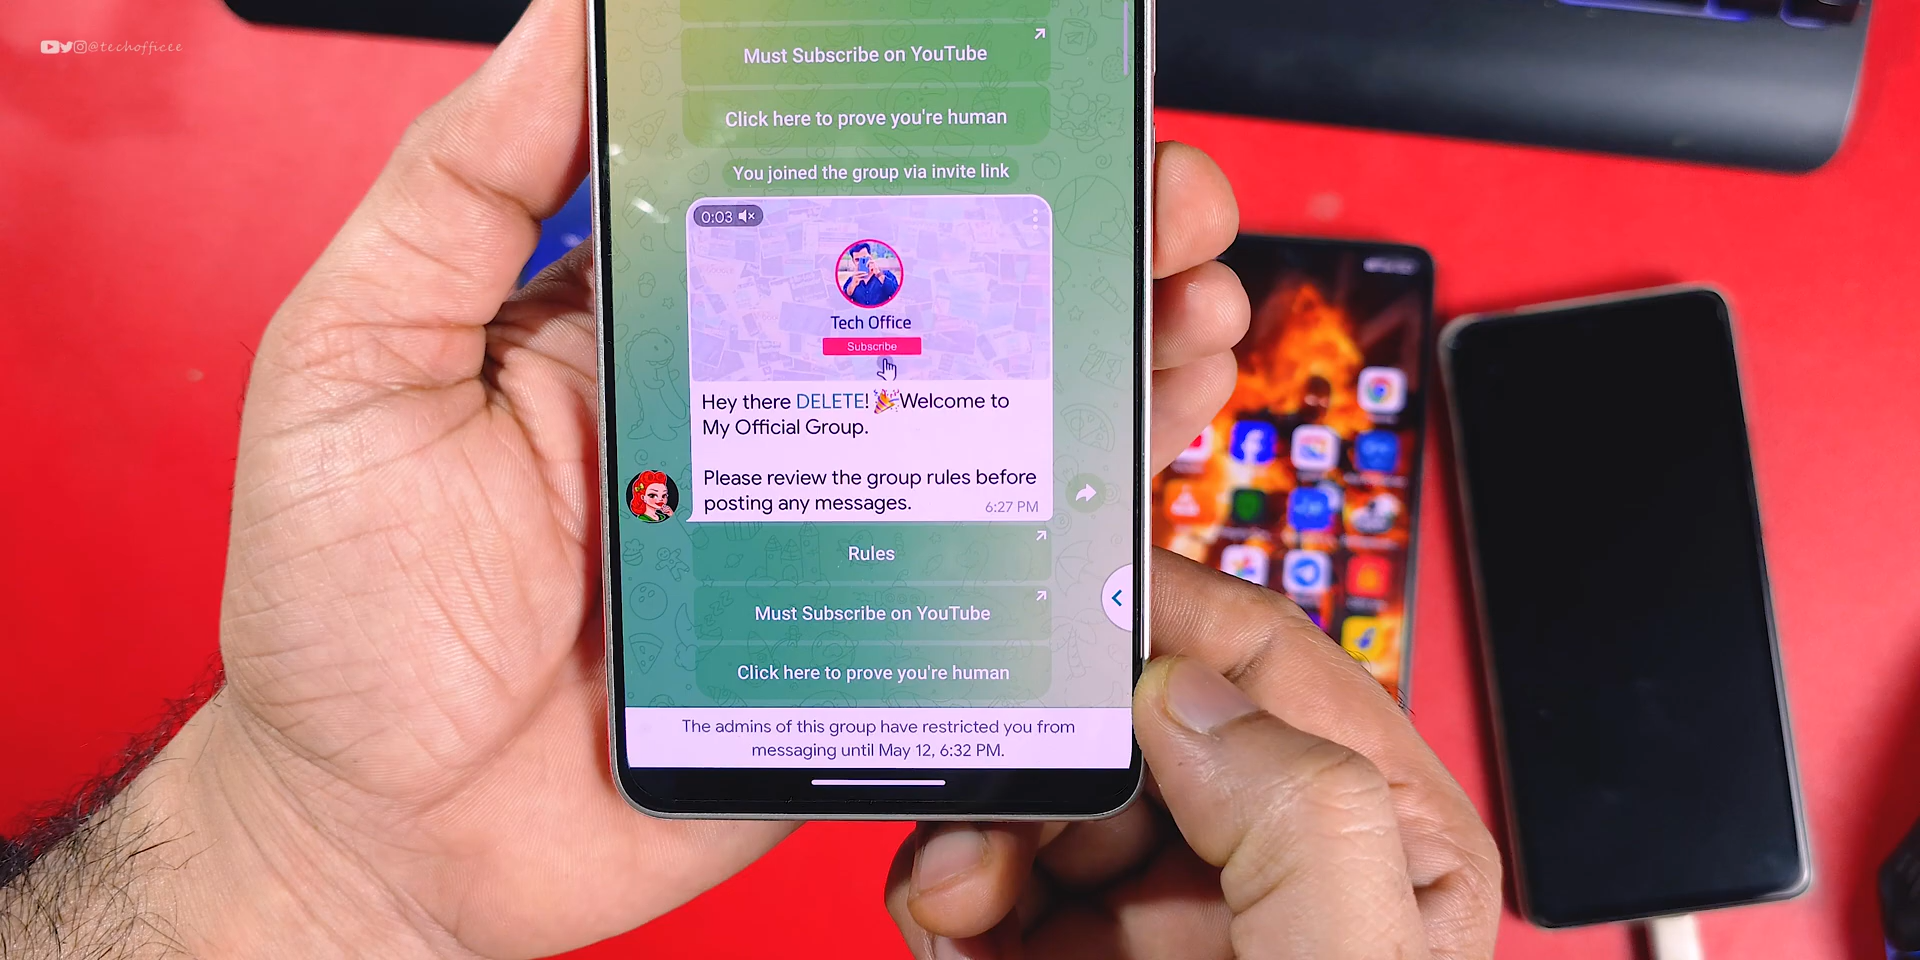 @techofficee
Must Subscribe on YouTube
Click here to prove you're human
You joined the group via invite link
0:03
Tech Office
Subscribe
Hey there DELETE! 🎉Welcome to
My Official Group.
Please review the group rules before
posting any messages.
6:27 PM
Rules
Must Subscribe on YouTube
Click here to prove you're human
The admins of this group have restricted you from
messaging until May 12, 6:32 PM.